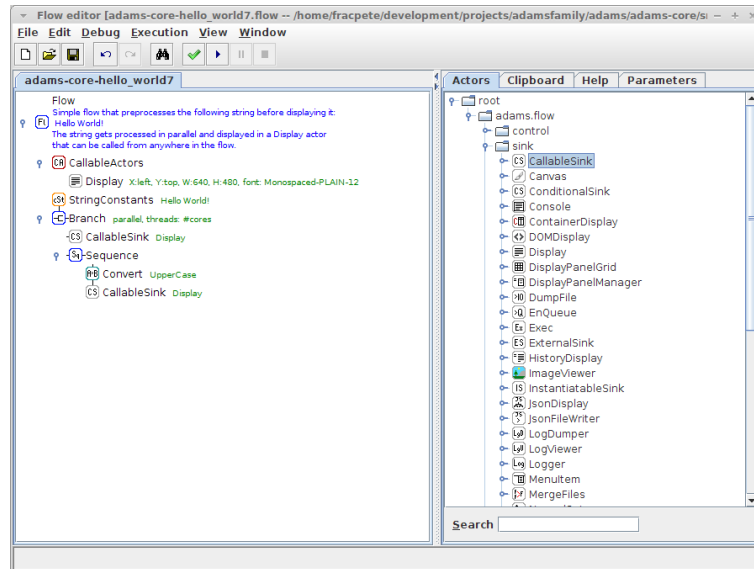 Flow editor [adams-core-hello_world7.flow -- /home/fracpete/development/projects/adamsfamily/adams/adams-core/s
File Edit Debug Execution View Window
adams-core-hello_world7
Flow
Simple flow that preprocesses the following string before displaying it:
Hello World!
The string gets processed in parallel and displayed in a Display actor
that can be called from anywhere in the flow.
CallableActors
Display X:left, Y:top, W:640, H:480, font: Monospaced-PLAIN-12
StringConstants Hello World!
Branch parallel, threads: #cores
CallableSink Display
Sequence
Convert UpperCase
CallableSink Display
Actors Clipboard Help Parameters
root
adams.flow
control
sink
CallableSink
Canvas
ConditionalSink
Console
ContainerDisplay
DOMDisplay
Display
DisplayPanelGrid
DisplayPanelManager
DumpFile
EnQueue
Exec
ExternalSink
HistoryDisplay
ImageViewer
InstantiatableSink
JsonDisplay
JsonFileWriter
LogDumper
LogViewer
Logger
MenuItem
MergeFiles
Search